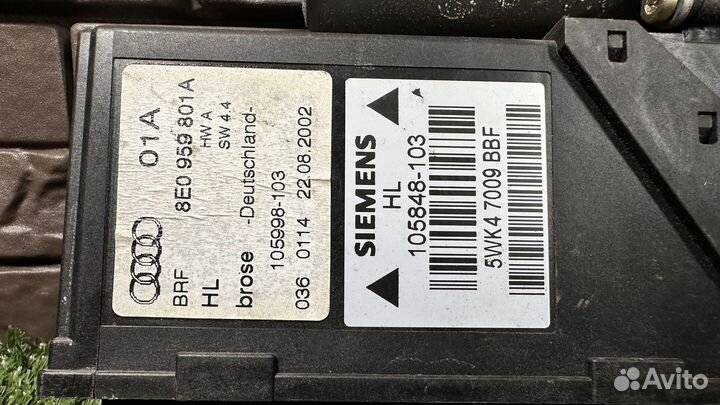 01A
8E0 959 801A
HW A
SW 4.4
BRF
HL
brose -Deutschland-
105998-103
036 0114 22.08.2002
SIEMENS
HL
105848-103
5WK4 7009 BBF
Avito